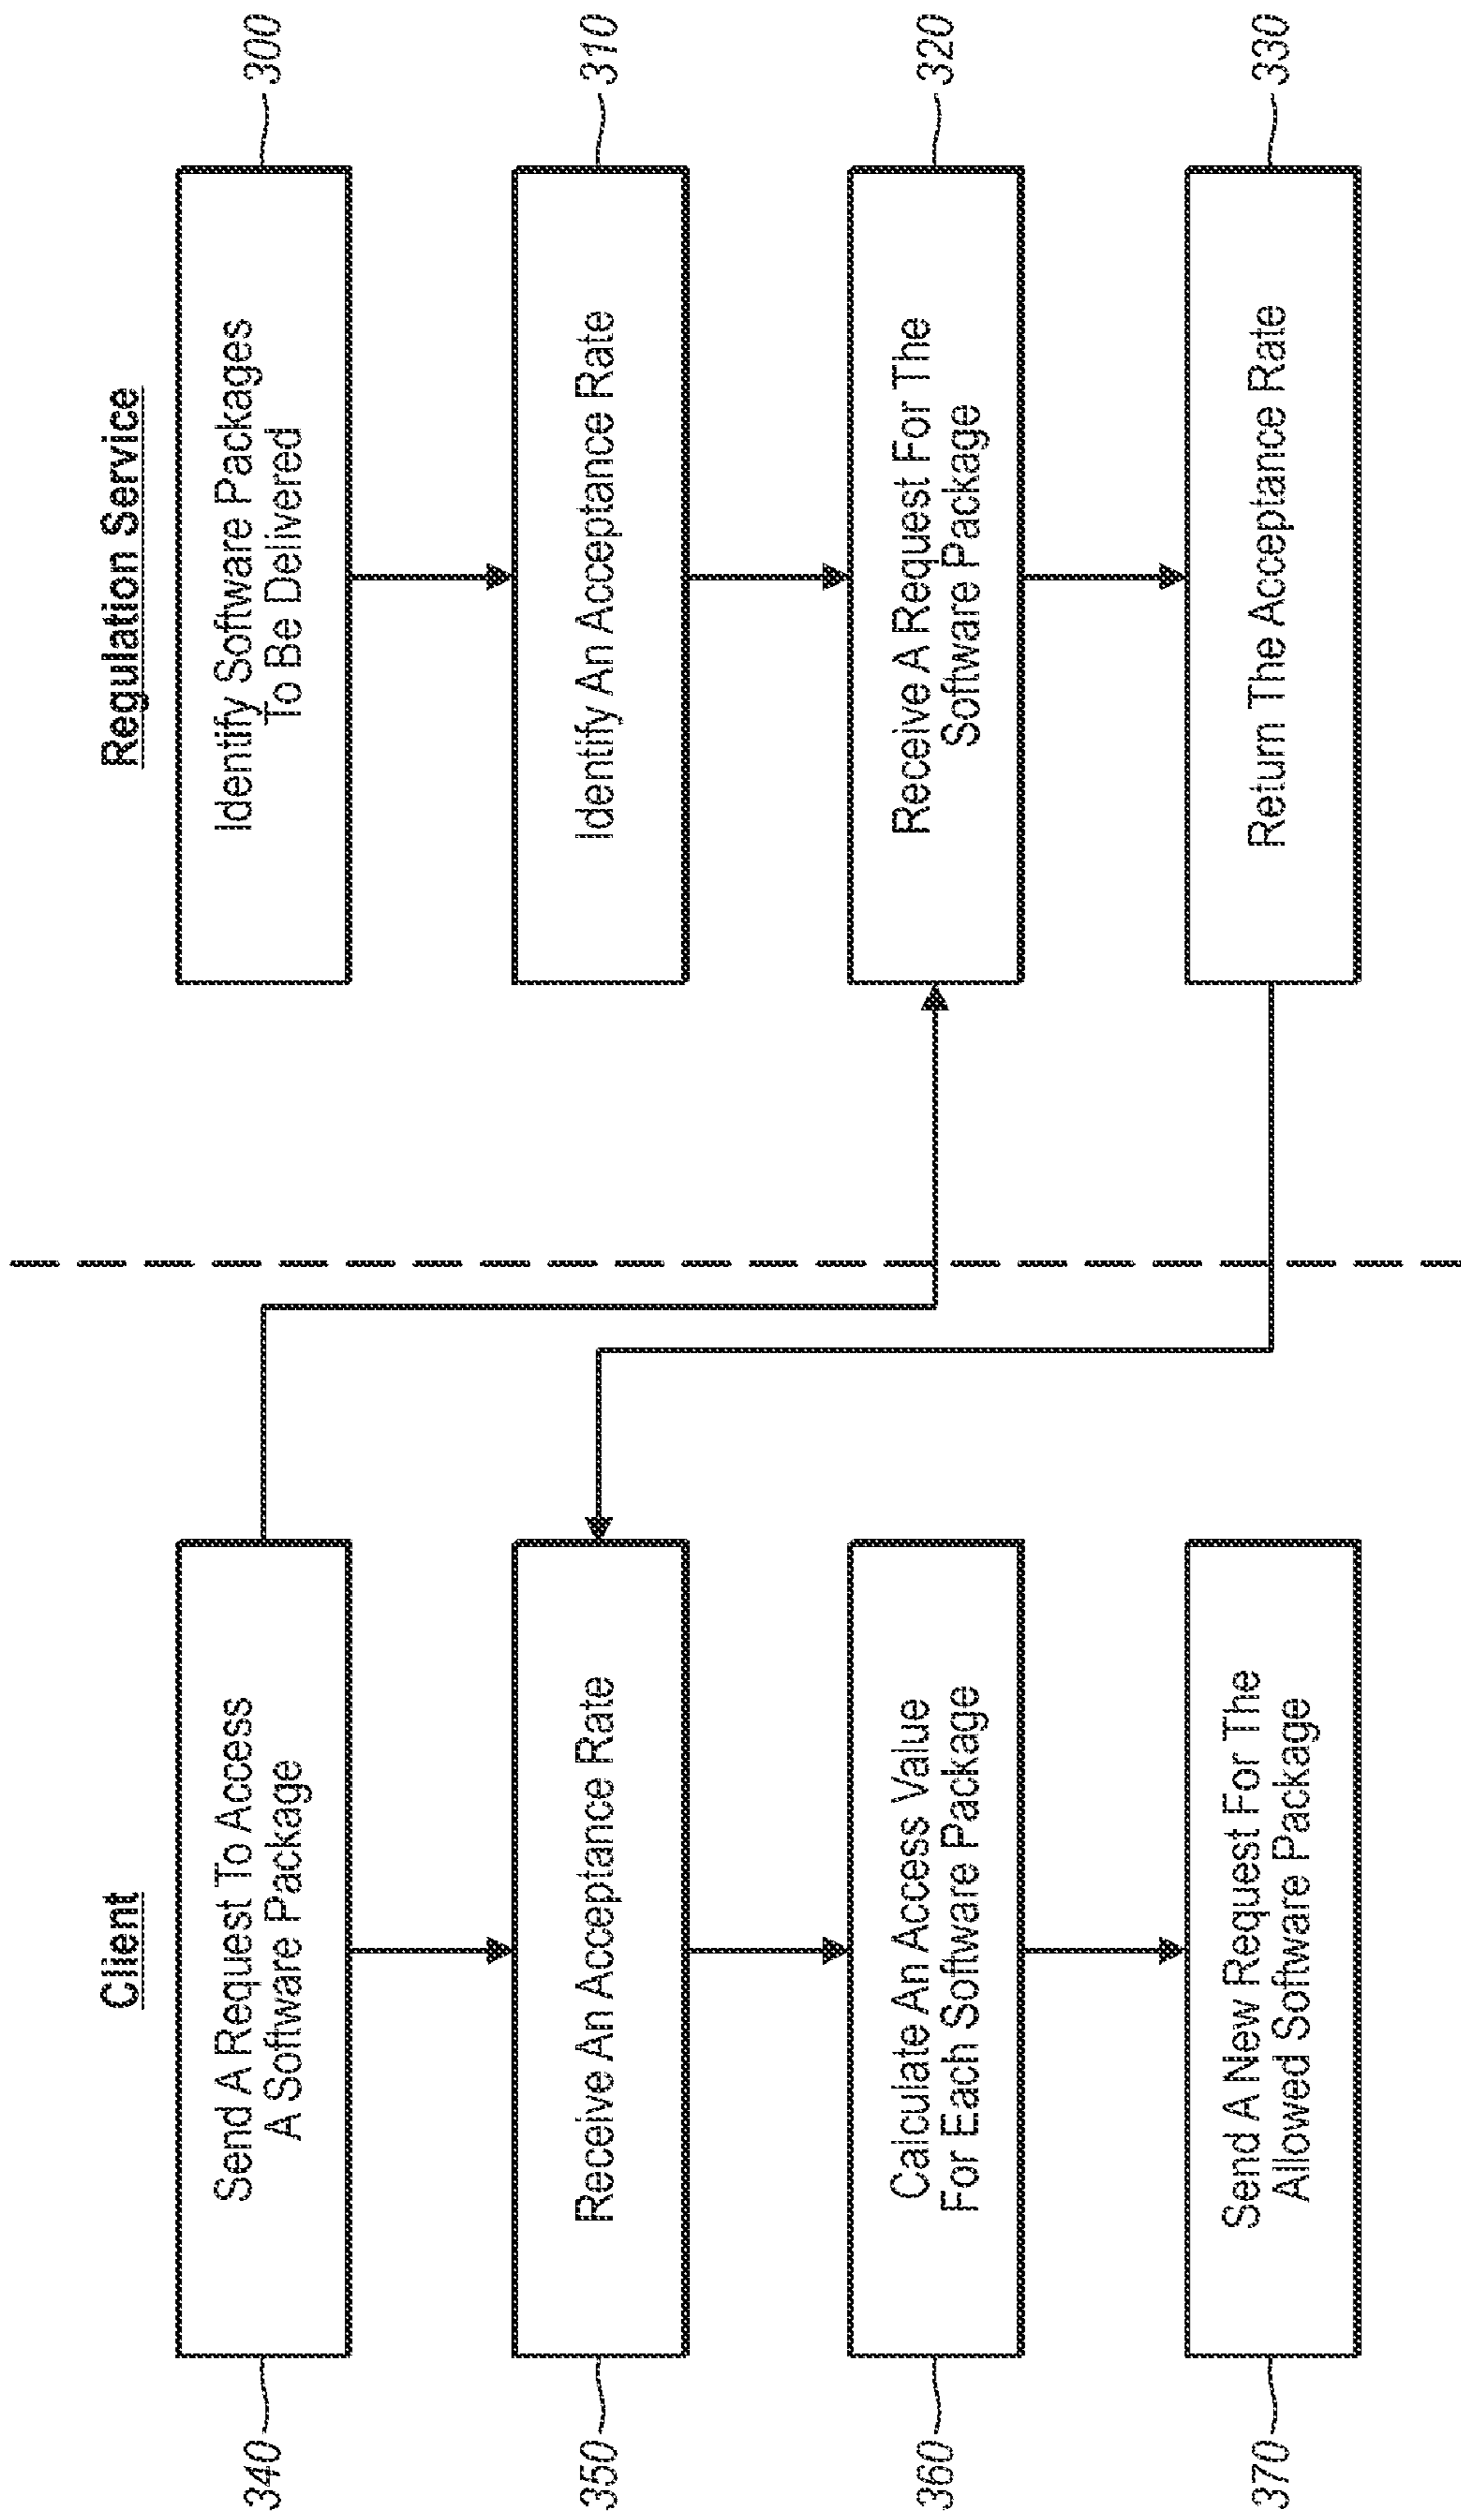 Client
340
Send A Request To Access
A Software Package
350
Receive An Acceptance Rate
360
Calculate An Access Value
For Each Software Package
370
Send A New Request For The
Allowed Software Package
Regulation Service
Identify Software Packages
To Be Delivered
300
Identify An Acceptance Rate
310
Receive A Request For The
Software Package
320
Return The Acceptance Rate
330